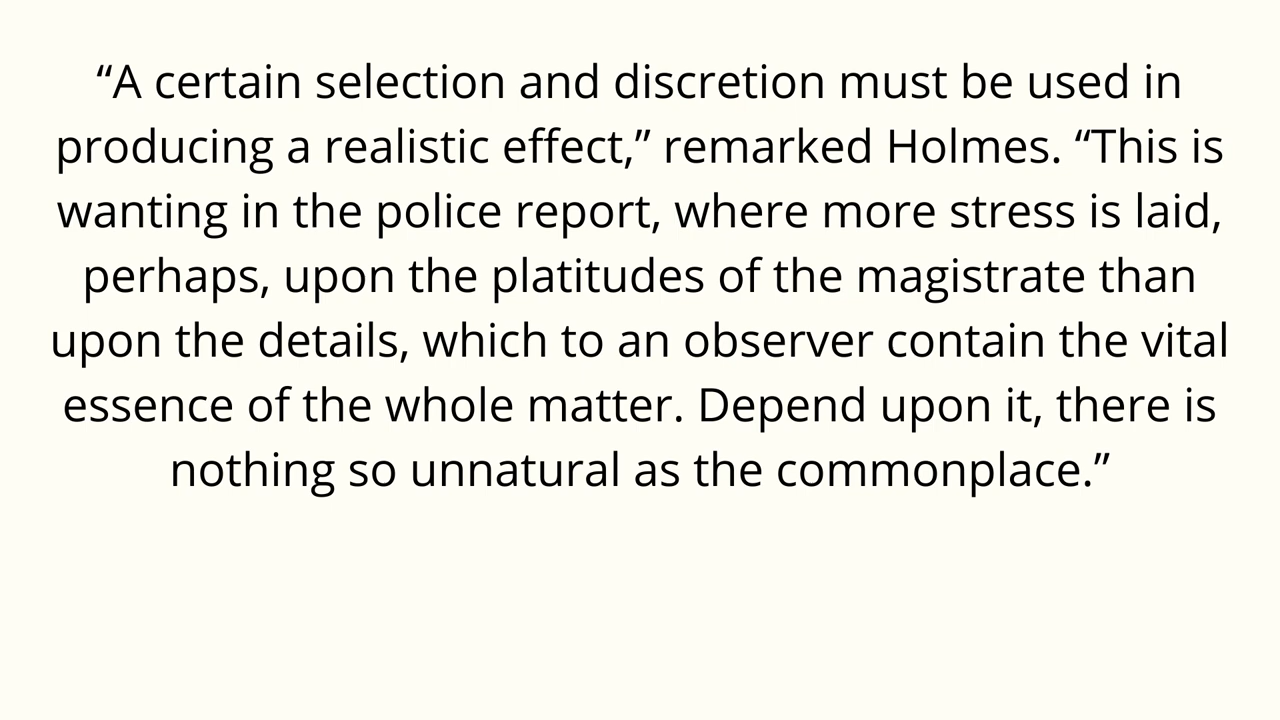 “A certain selection and discretion must be used in
producing a realistic effect,” remarked Holmes. “This is
wanting in the police report, where more stress is laid,
perhaps, upon the platitudes of the magistrate than
upon the details, which to an observer contain the vital
essence of the whole matter. Depend upon it, there is
nothing so unnatural as the commonplace.”